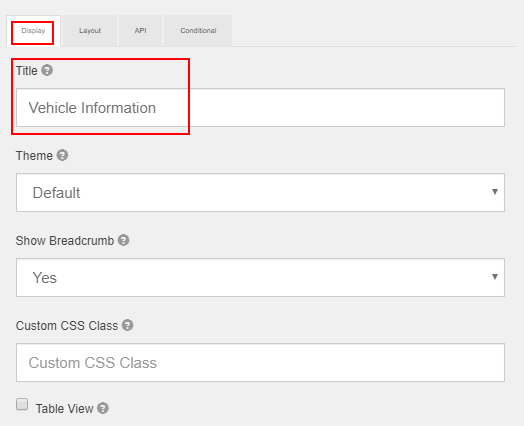 Display Layout API Conditional
Title ?
Vehicle Information
Theme ?
Default
Show Breadcrumb ?
Yes
Custom CSS Class ?
Custom CSS Class
Table View ?